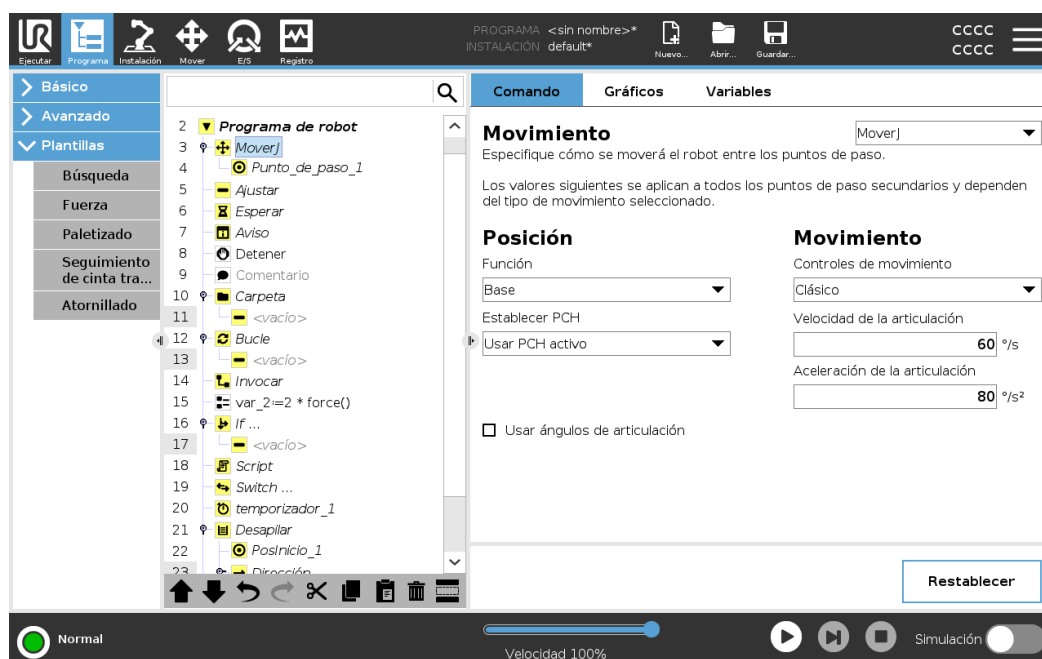 PROGRAMA <sin nombre>*
INSTALACIÓN default*
UR
Ejecutar
Programa
Instalación
Mover
E/S
Registro
Nuevo...
Abrir...
Guardar...
CCCC
CCCC
Básico
Avanzado
Plantillas
Búsqueda
Fuerza
Paletizado
Seguimiento
de cinta tra...
Atornillado
2 Programa de robot
3 MoverJ
4 Punto_de_paso_1
5 Ajustar
6 Esperar
7 Aviso
8 Detener
9 Comentario
10 Carpeta
11 <vacío>
12 Bucle
13 <vacío>
14 Invocar
15 var_2:=2 * force()
16 If ...
17 <vacío>
18 Script
19 Switch ...
20 temporizador_1
21 Desapilar
22 PosInicio_1
23 Dirección
Comando
Gráficos
Variables
Movimiento
MoverJ
Especifique cómo se moverá el robot entre los puntos de paso.
Los valores siguientes se aplican a todos los puntos de paso secundarios y dependen
del tipo de movimiento seleccionado.
Posición
Función
Base
Establecer PCH
Usar PCH activo
Usar ángulos de articulación
Movimiento
Controles de movimiento
Clásico
Velocidad de la articulación
60 °/s
Aceleración de la articulación
80 °/s²
Restablecer
Normal
Velocidad 100%
Simulación